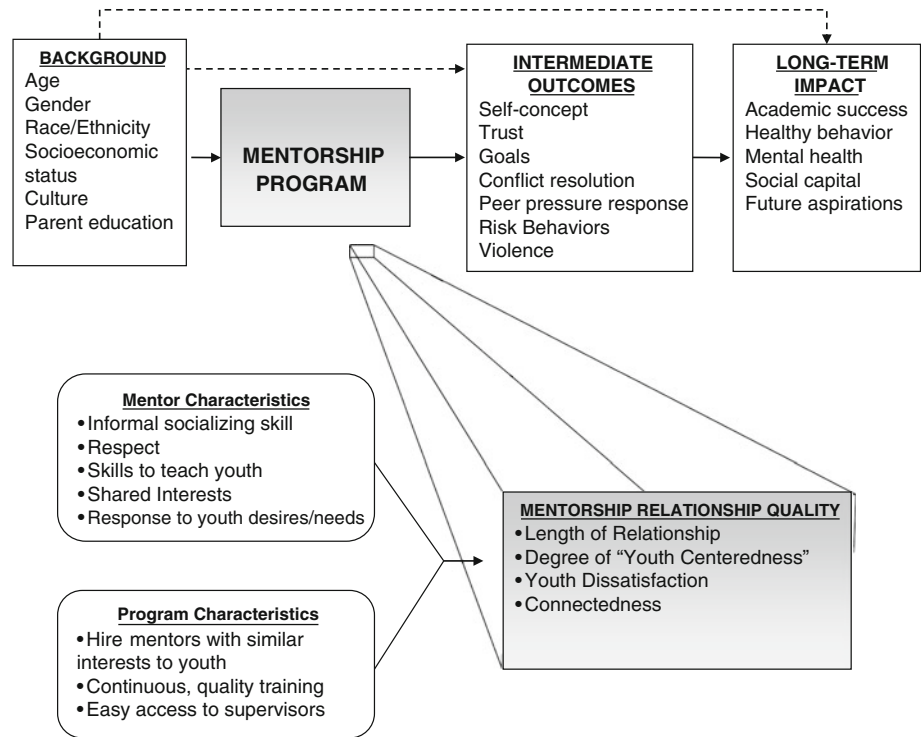 BACKGROUND
Age
Gender
Race/Ethnicity
Socioeconomic
status
Culture
Parent education
MENTORSHIP
PROGRAM
INTERMEDIATE
OUTCOMES
Self-concept
Trust
Goals
Conflict resolution
Peer pressure response
Risk Behaviors
Violence
LONG-TERM
IMPACT
Academic success
Healthy behavior
Mental health
Social capital
Future aspirations
Mentor Characteristics
•Informal socializing skill
•Respect
•Skills to teach youth
•Shared Interests
•Response to youth desires/needs
Program Characteristics
•Hire mentors with similar
interests to youth
•Continuous, quality training
•Easy access to supervisors
MENTORSHIP RELATIONSHIP QUALITY
•Length of Relationship
•Degree of “Youth Centeredness”
•Youth Dissatisfaction
•Connectedness